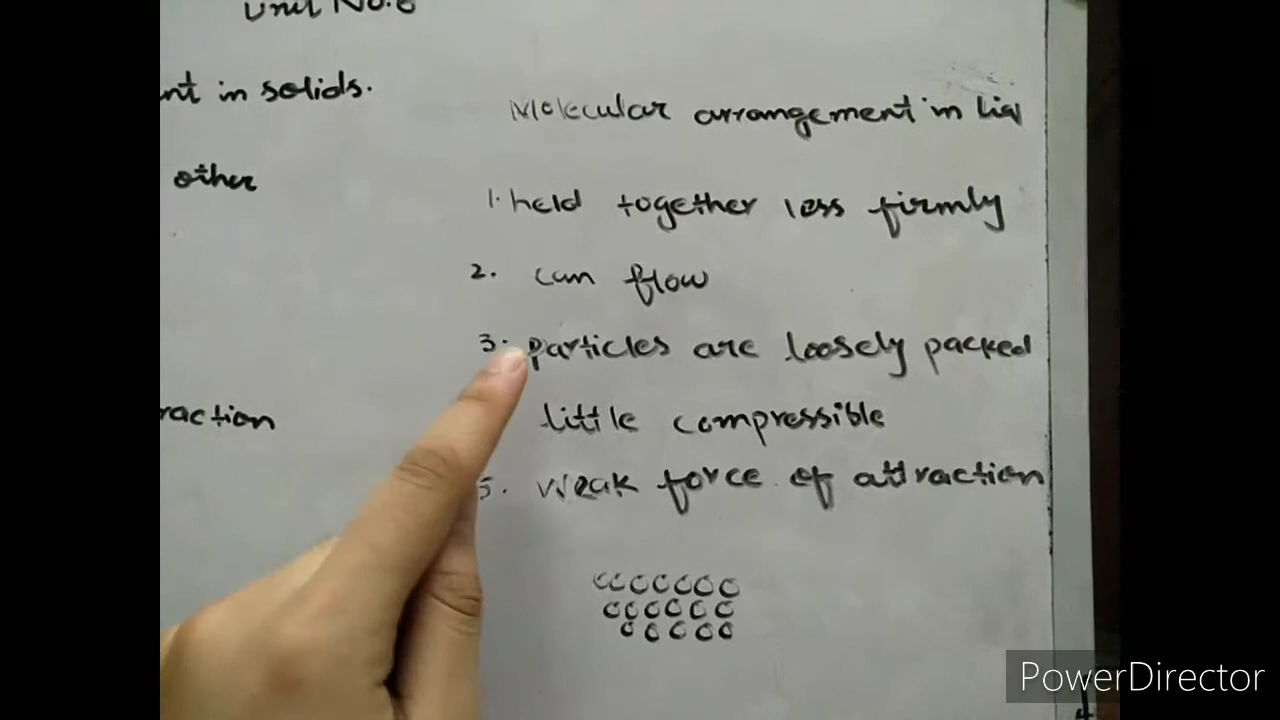 Unit No.6
nt in solids.
other
raction
Molecular arrangement in liq
1. held together less firmly
2. can flow
3. particles are loosely packed
little compressible
5. weak force of attraction
PowerDirector